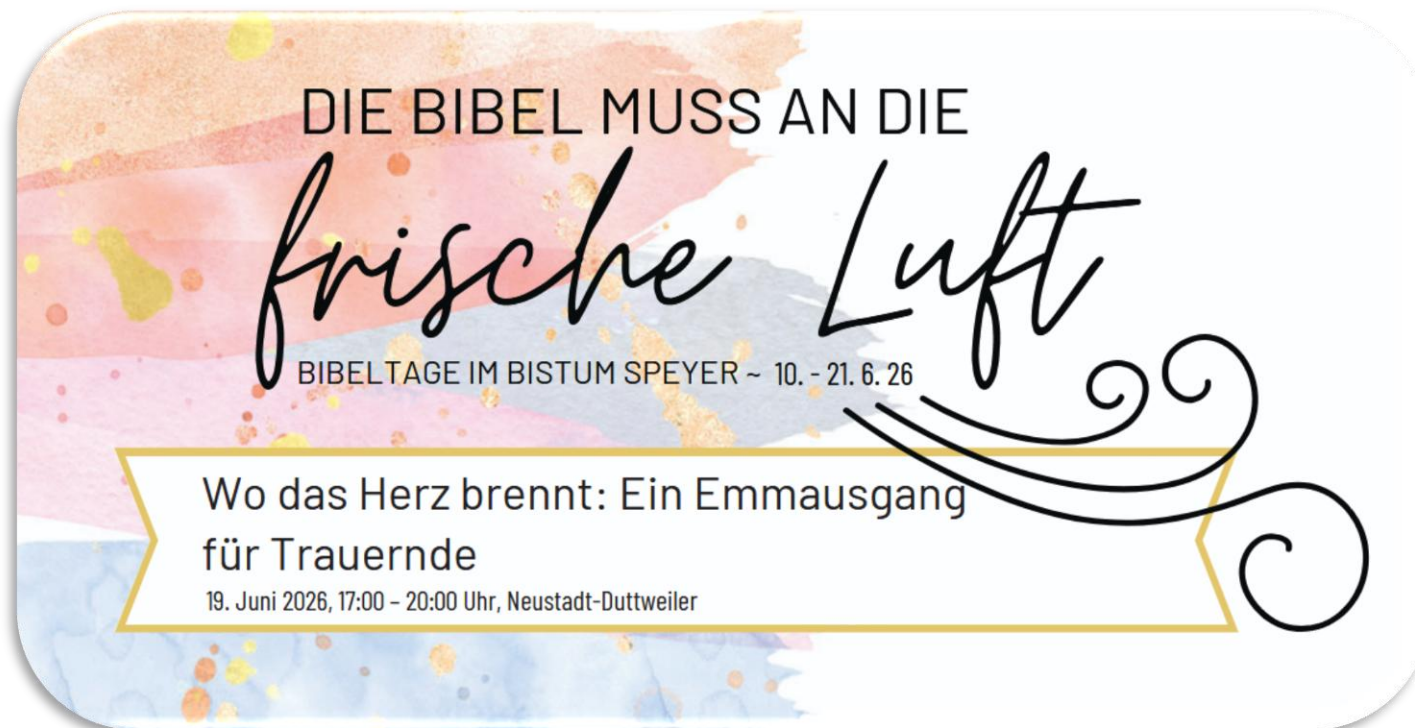 DIE BIBEL MUSS AN DIE
frische Luft
BIBELTAGE IM BISTUM SPEYER ~ 10. - 21. 6. 26
Wo das Herz brennt: Ein Emmausgang
für Trauernde
19. Juni 2026, 17:00 – 20:00 Uhr, Neustadt-Duttweiler